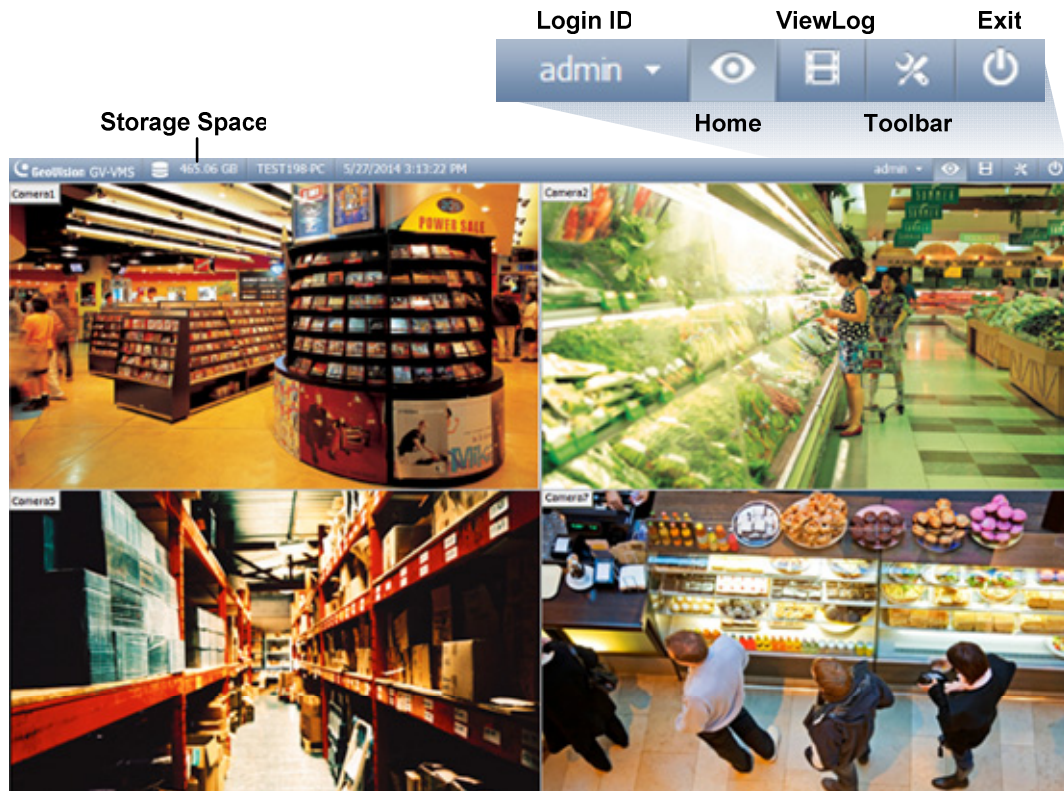 Login ID
ViewLog
Exit
admin
Home
Toolbar
Storage Space
GeoVision GV-VMS
465.06 GB
TEST198-PC
5/27/2014 3:13:22 PM
admin
Camera1
POWER SALE
Camera2
SUMMER
Camera5
Camera7